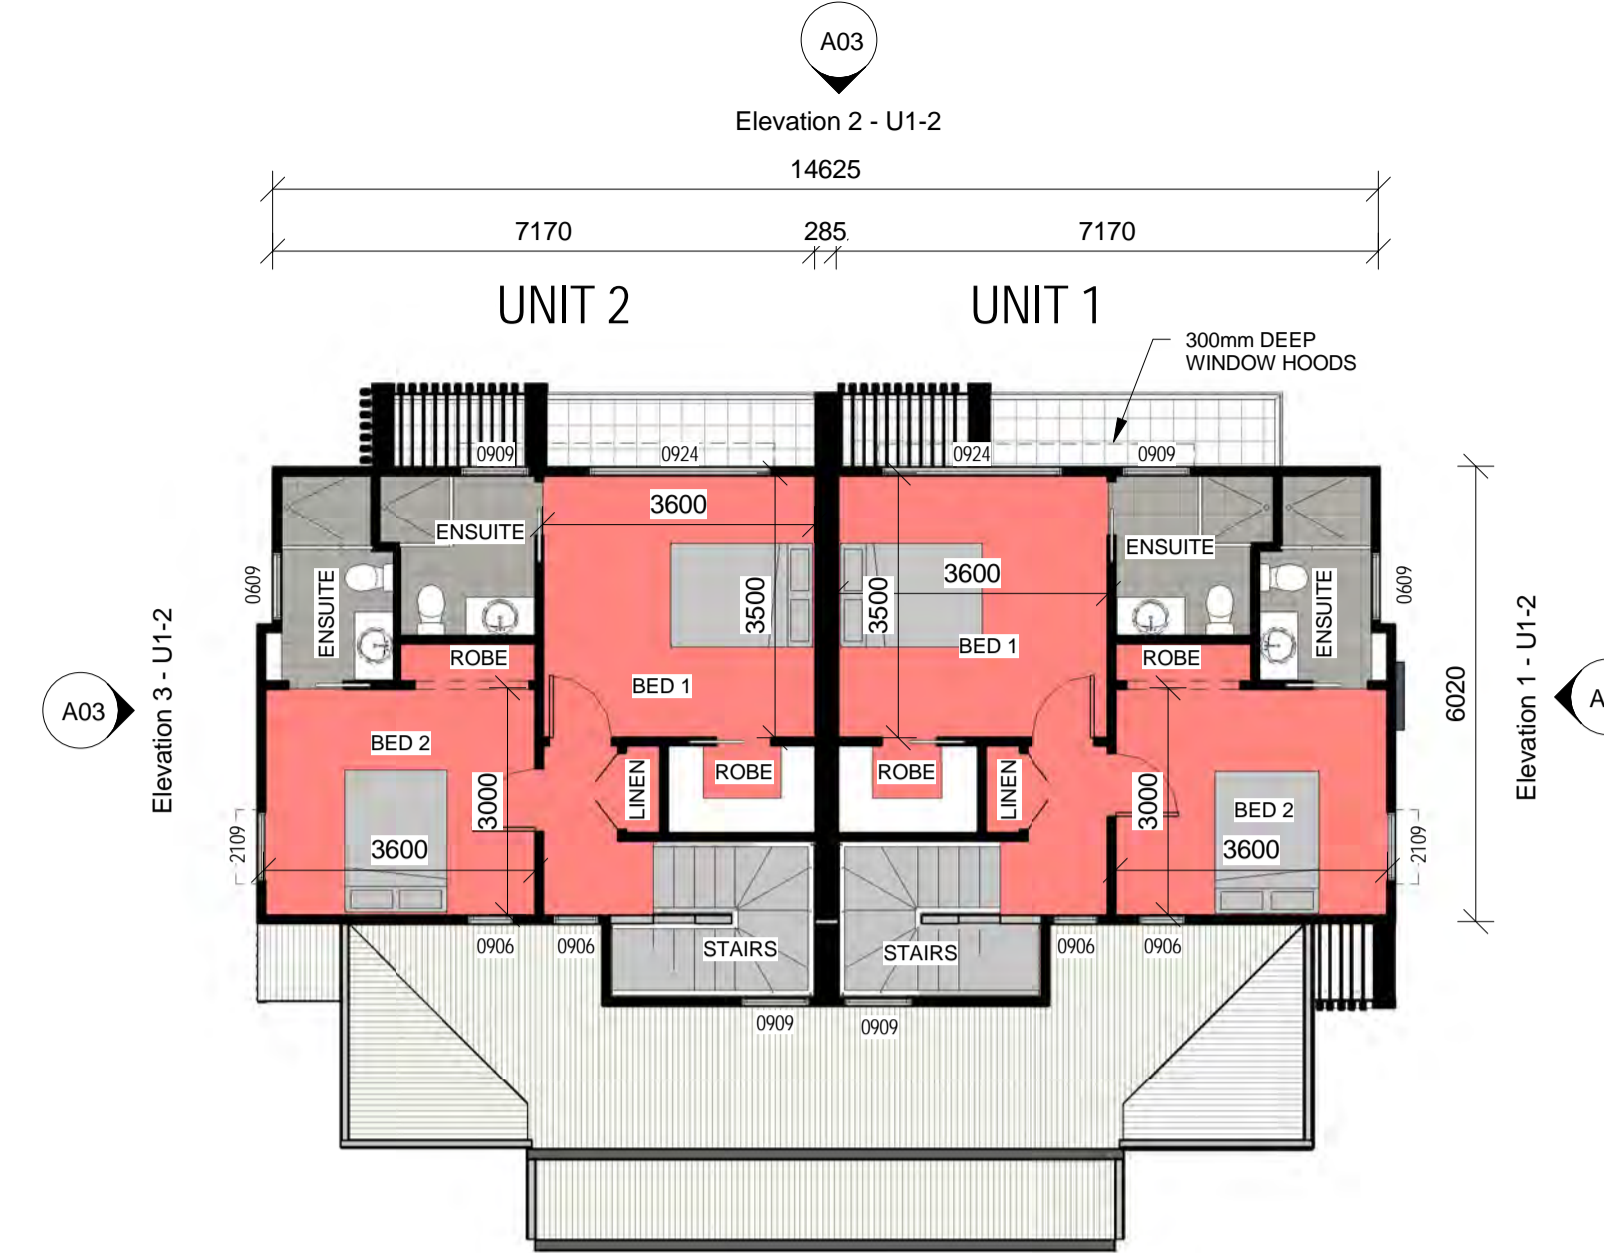 A03
Elevation 2 - U1-2
14625
7170
285
7170
UNIT 2
UNIT 1
300mm DEEP
WINDOW HOODS
0909
0924
0924
0909
3600
ENSUITE
ENSUITE
3600
0609
ENSUITE
3500
3500
ENSUITE
0609
BED 1
ROBE
ROBE
BED 1
A03
Elevation 3 - U1-2
6020
Elevation 1 - U1-2
A
BED 2
ROBE
ROBE
LINEN
LINEN
3000
3000
BED 2
2109
3600
3600
2109
0906
0906
STAIRS
STAIRS
0906
0906
0909
0909